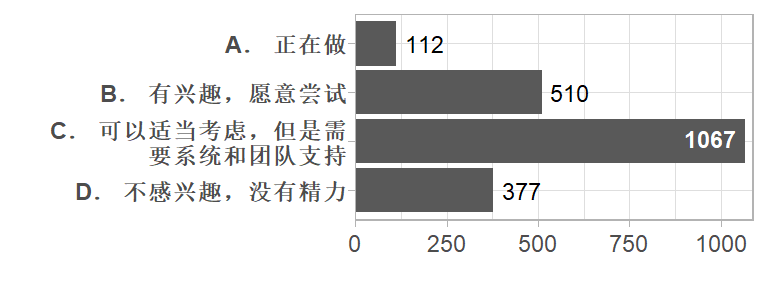 A. 正在做
112
B. 有兴趣，愿意尝试
510
C. 可以适当考虑，但是需
要系统和团队支持
1067
D. 不感兴趣，没有精力
377
0 250 500 750 1000